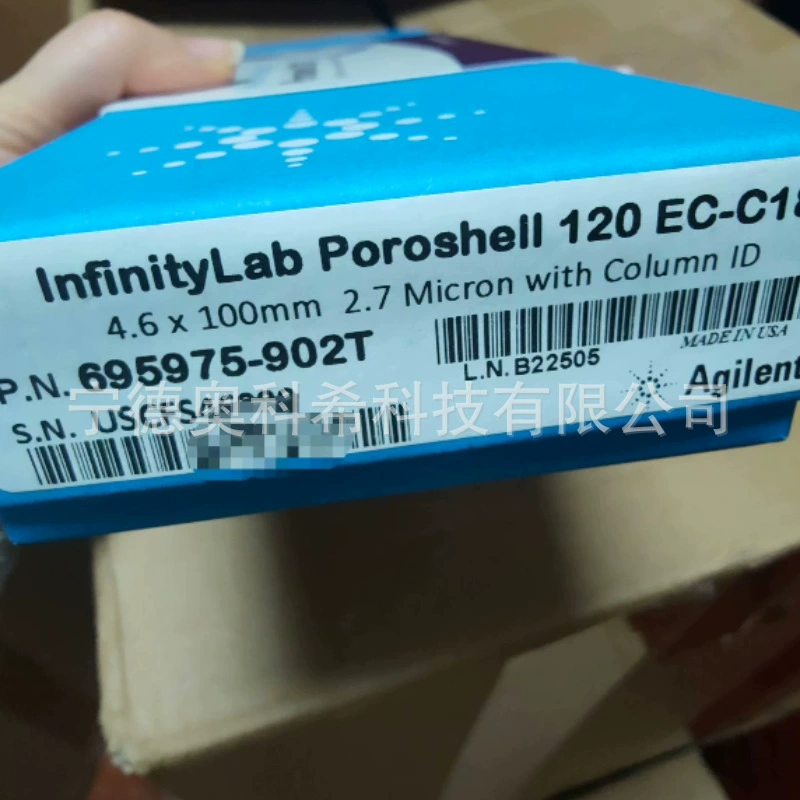 InfinityLab Poroshell 120 EC-C18
4.6 x 100mm 2.7 Micron with Column ID
P.N. 695975-902T
L.N. B22505
MADE IN USA
Agilent
S.N.
宁德奥科希科技有限公司